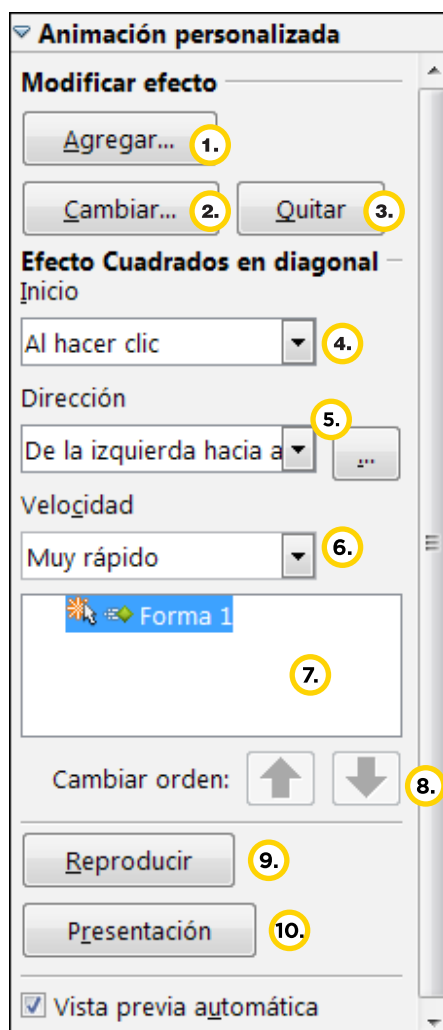 Animación personalizada
Modificar efecto
Agregar... 1.
Cambiar... 2. Quitar 3.
Efecto Cuadrados en diagonal
Inicio
Al hacer clic 4.
Dirección
5.
De la izquierda hacia a ...
Velocidad
Muy rápido 6.
Forma 1
7.
Cambiar orden: 8.
Reproducir 9.
Presentación 10.
Vista previa automática